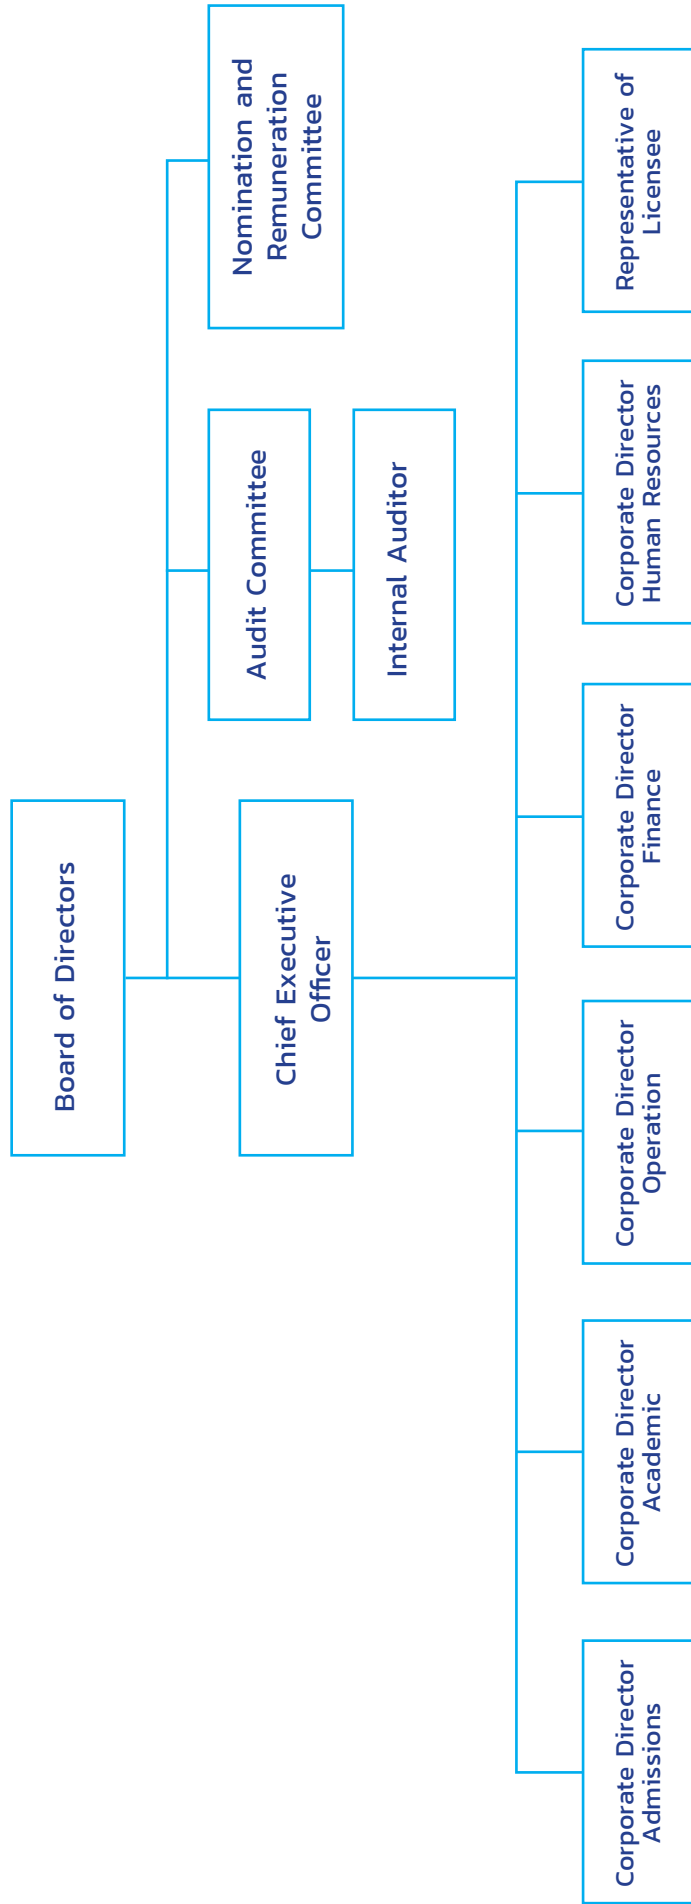 Board of Directors
Chief Executive
Officer
Audit Committee
Nomination and
Remuneration
Committee
Internal Auditor
Corporate Director
Admissions
Corporate Director
Academic
Corporate Director
Operation
Corporate Director
Finance
Corporate Director
Human Resources
Representative of
Licensee